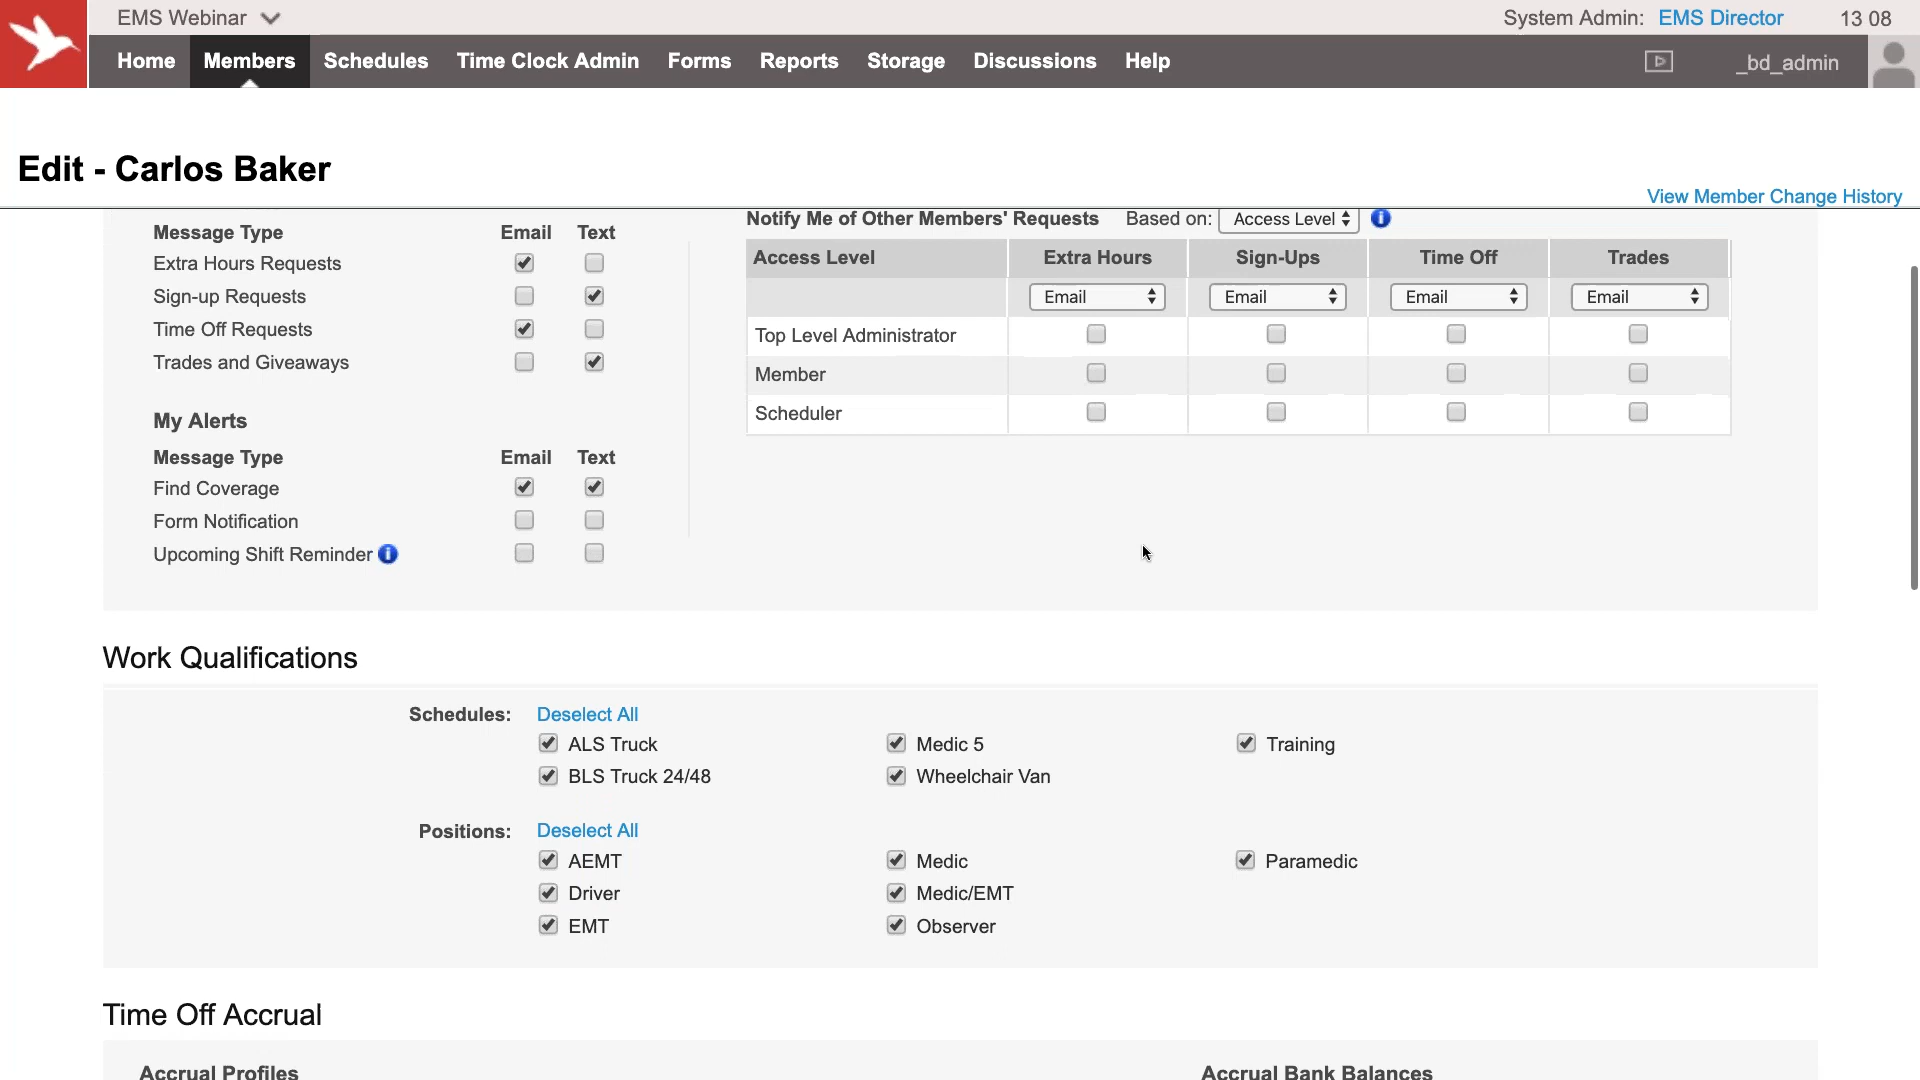 EMS Webinar
System Admin: EMS Director 13 08
Home Members Schedules Time Clock Admin Forms Reports Storage Discussions Help _bd_admin
Edit - Carlos Baker
View Member Change History
Message Type Email Text
Extra Hours Requests
Sign-up Requests
Time Off Requests
Trades and Giveaways
My Alerts
Message Type Email Text
Find Coverage
Form Notification
Upcoming Shift Reminder i
Notify Me of Other Members' Requests Based on: Access Level i
Access Level Extra Hours Sign-Ups Time Off Trades
Email Email Email Email
Top Level Administrator
Member
Scheduler
Work Qualifications
Schedules: Deselect All
ALS Truck Medic 5 Training
BLS Truck 24/48 Wheelchair Van
Positions: Deselect All
AEMT Medic Paramedic
Driver Medic/EMT
EMT Observer
Time Off Accrual
Accrual Profiles Accrual Bank Balances